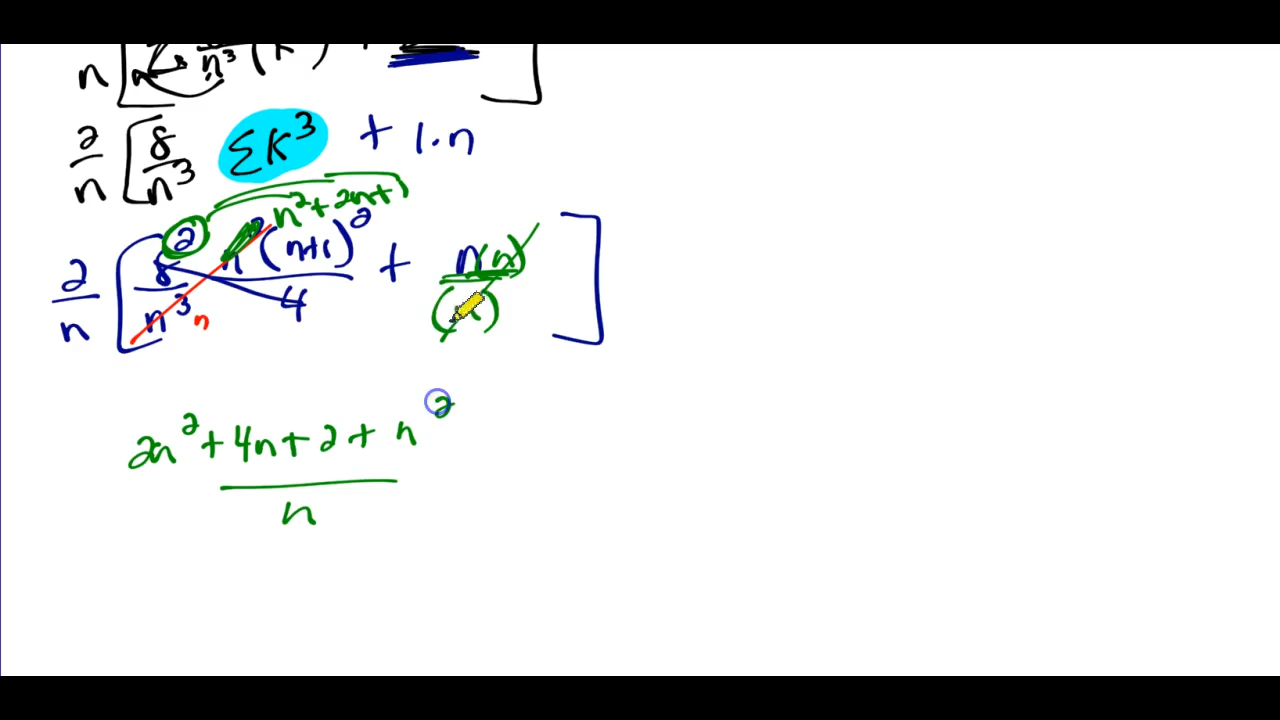 n [ n³ (k ) + ]
2/n [ 8/n³ ΣK³ + 1·n
2 n² + 2n + 1
2/n [ 8/n³ n n²(n+1)²/4 + n(n)/(n) ]
(2n² + 4n + 2 + n²)/n